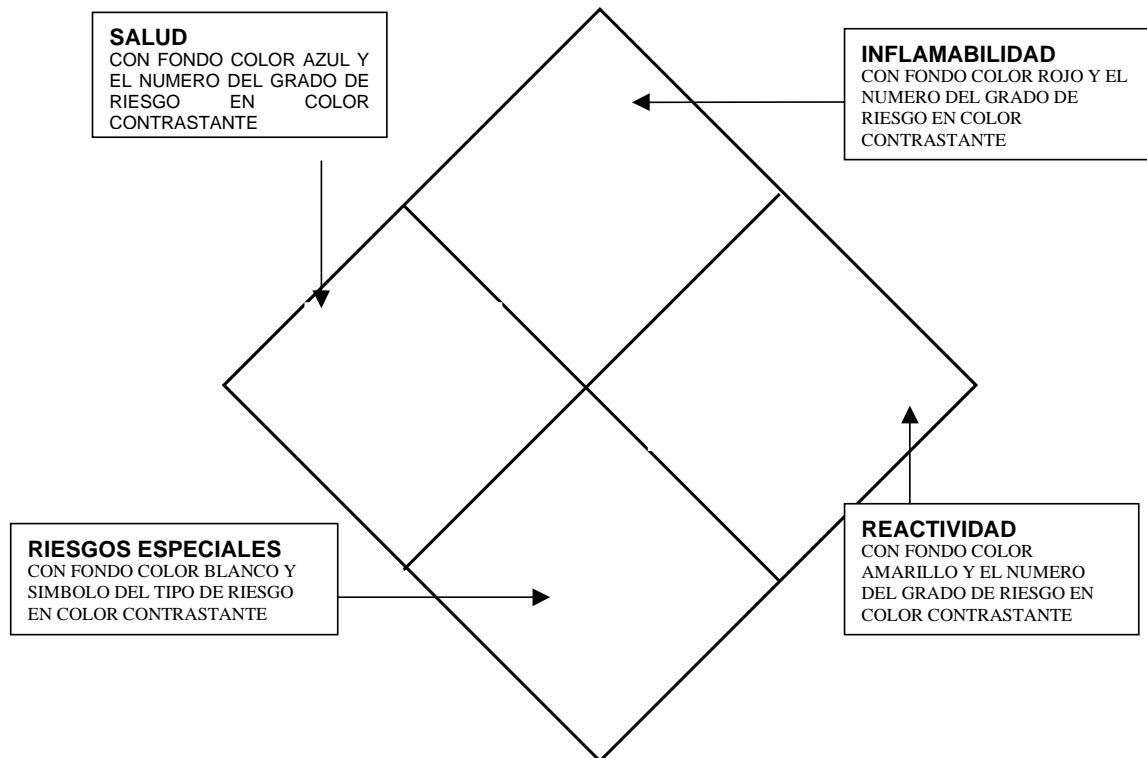 SALUD
CON FONDO COLOR AZUL Y
EL NUMERO DEL GRADO DE
RIESGO EN COLOR
CONTRASTANTE
INFLAMABILIDAD
CON FONDO COLOR ROJO Y EL
NUMERO DEL GRADO DE
RIESGO EN COLOR
CONTRASTANTE
RIESGOS ESPECIALES
CON FONDO COLOR BLANCO Y
SIMBOLO DEL TIPO DE RIESGO
EN COLOR CONTRASTANTE
REACTIVIDAD
CON FONDO COLOR
AMARILLO Y EL NUMERO
DEL GRADO DE RIESGO EN
COLOR CONTRASTANTE